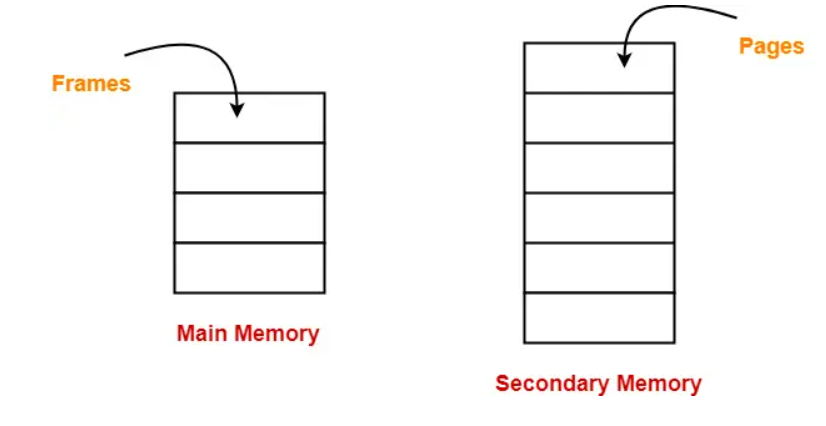 Frames
Pages
Main Memory
Secondary Memory